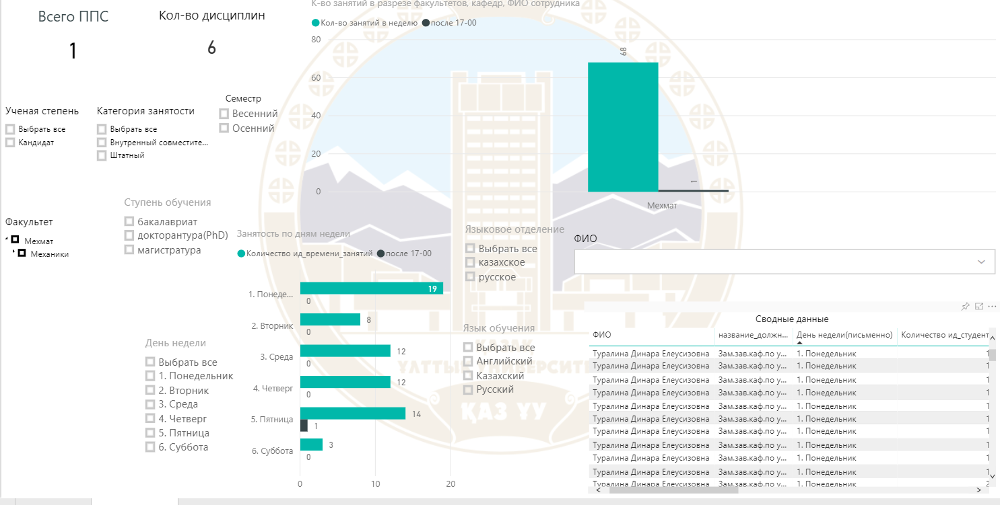 Всего ППС
1
Кол-во дисциплин
6
К-во занятий в разрезе факультетов, кафедр, ФИО сотрудника
Кол-во занятий в неделю
после 17-00
80
60
40
20
0
68
1
Мехмат
Ученая степень
Выбрать все
Кандидат
Категория занятости
Выбрать все
Внутренный совместите...
Штатный
Семестр
Весенний
Осенний
Факультет
Мехмат
Механики
Ступень обучения
бакалавриат
докторантура(PhD)
магистратура
Занятость по дням недели
Количество ид_времени_занятий
после 17-00
1. Понеде...
19
0
2. Вторник
8
0
3. Среда
12
0
4. Четверг
12
0
5. Пятница
14
1
6. Суббота
3
0
0
10
20
День недели
Выбрать все
1. Понедельник
2. Вторник
3. Среда
4. Четверг
5. Пятница
6. Суббота
Языковое отделение
Выбрать все
казахское
русское
Язык обучения
Выбрать все
Английский
Казахский
Русский
ФИО
Сводные данные
ФИО название_должн... День недели(письменно) Количество ид_студент
Туралина Динара Елеусизовна Зам.зав.каф.по у... 1. Понедельник 1
Туралина Динара Елеусизовна Зам.зав.каф.по у... 1. Понедельник 1
Туралина Динара Елеусизовна Зам.зав.каф.по у... 1. Понедельник 1
Туралина Динара Елеусизовна Зам.зав.каф.по у... 1. Понедельник 1
Туралина Динара Елеусизовна Зам.зав.каф.по у... 1. Понедельник 1
Туралина Динара Елеусизовна Зам.зав.каф.по у... 1. Понедельник 1
Туралина Динара Елеусизовна Зам.зав.каф.по у... 1. Понедельник 1
Туралина Динара Елеусизовна Зам.зав.каф.по у... 1. Понедельник 1
Туралина Динара Елеусизовна Зам.зав.каф.по у... 1. Понедельник 1
Туралина Динара Елеусизовна Зам.зав.каф.по у... 1. Понедельник 1
Туралина Динара Елеусизовна Зам.зав.каф.по у... 1. Понедельник 2
ҚАЗАҚ
ҰЛТТЫҚ УНИВЕРСИТЕ
ҚАЗ ҰУ